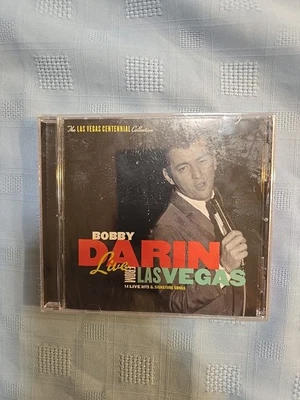 The LAS VEGAS CENTENNIAL Collection
BOBBY
DARIN
Live FROM LAS VEGAS
14 LIVE HITS & SIGNATURE SONGS